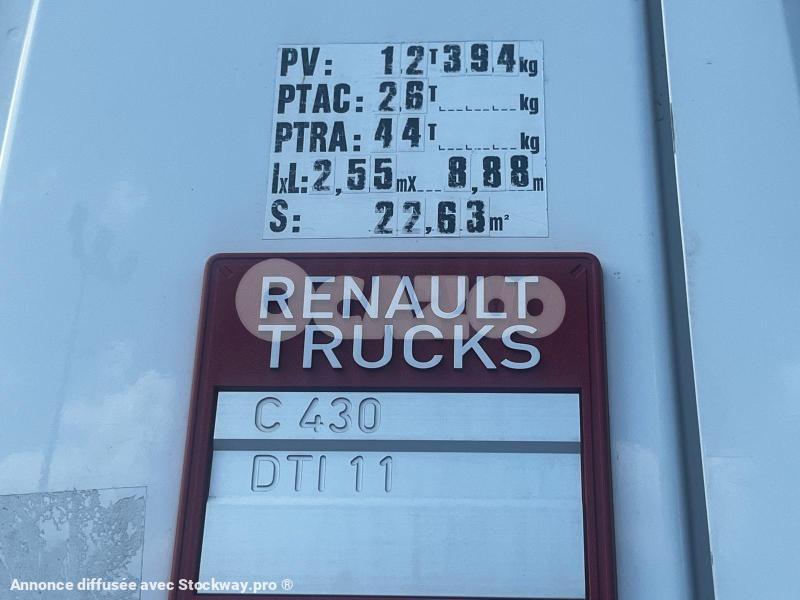 PV: 12T394kg
PTAC: 26T kg
PTRA: 44T kg
lxL: 2,55mx 8,88m
S: 22,63m²
RENAULT
TRUCKS
C 430
DTI 11
Annonce diffusée avec Stockway.pro ®